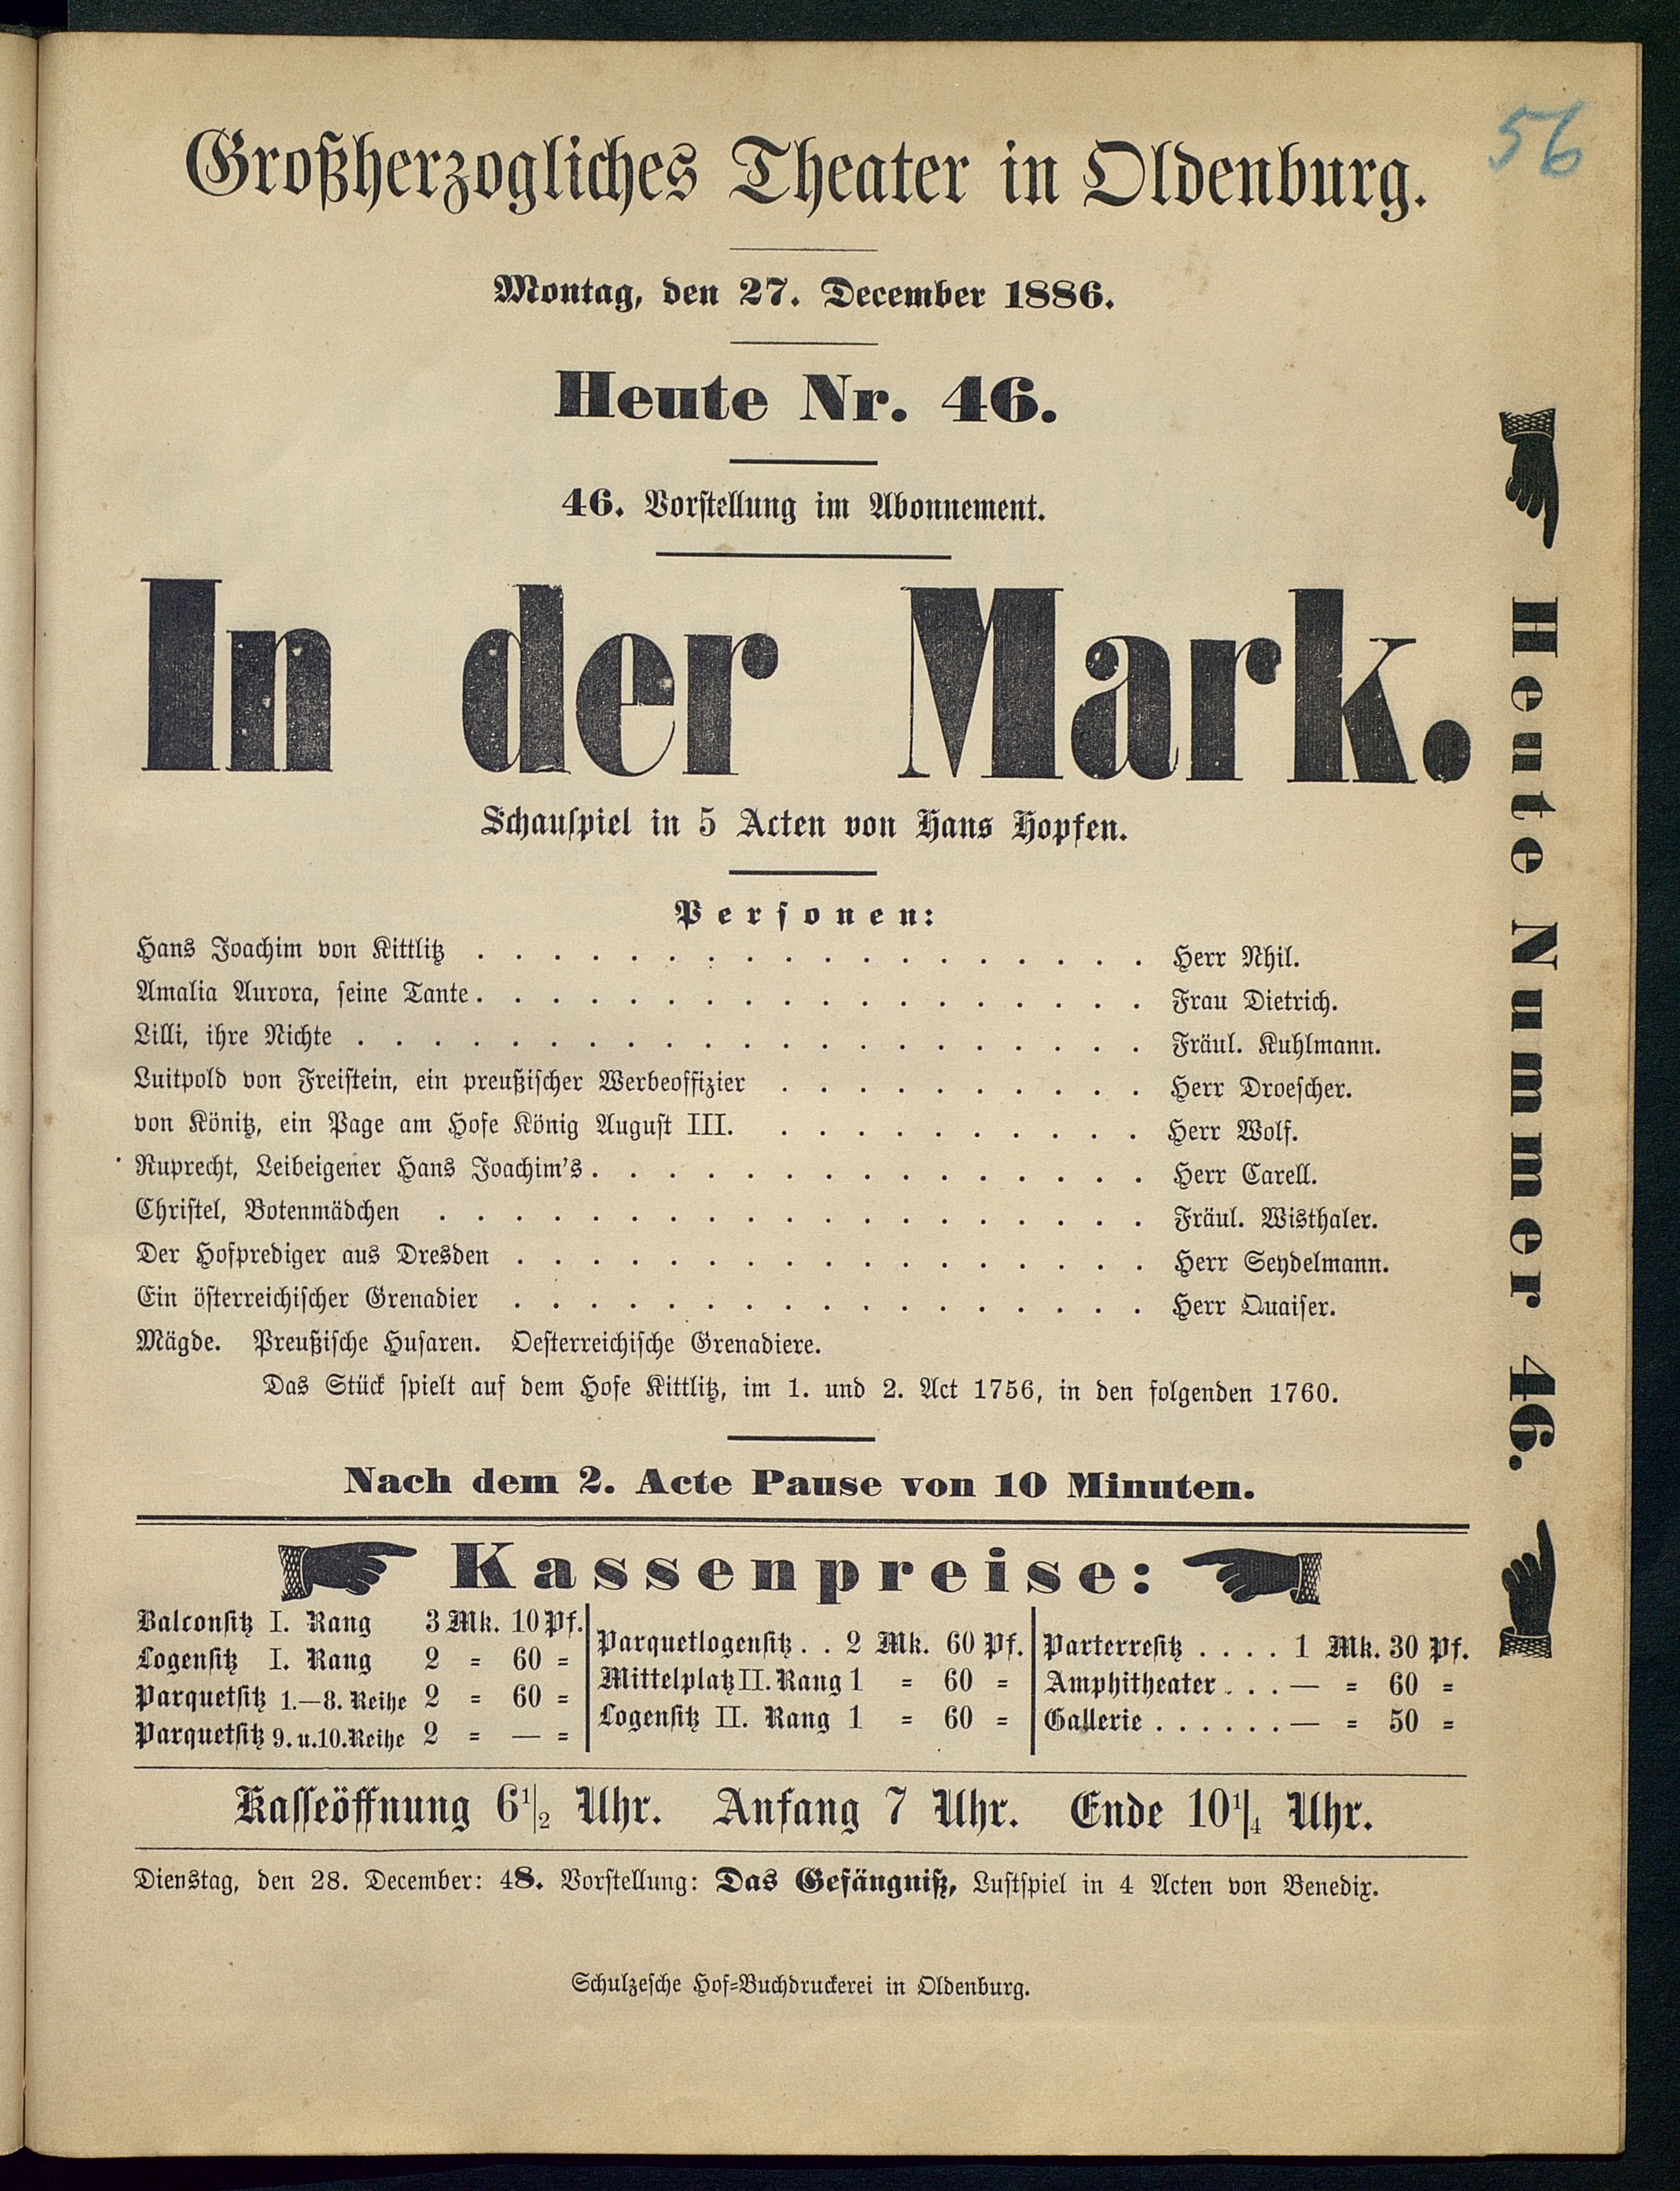 56
Großherzogliches Theater in Oldenburg.
Montag, den 27. December 1886.
Heute Nr. 46.
46. Vorstellung im Abonnement.
In der Mark.
Schauspiel in 5 Acten von Hans Hopfen.
Personen:
Hans Joachim von Kittlitz . . . . . . . . . . . . . . . . . . Herr Rhil.
Amalia Aurora, seine Tante . . . . . . . . . . . . . . . . . . Frau Dietrich.
Lilli, ihre Nichte . . . . . . . . . . . . . . . . . . . . . Fräul. Kuhlmann.
Luitpold von Freistein, ein preußischer Werbeoffizier . . . . . . . . . . Herr Droescher.
von Könitz, ein Page am Hofe König August III. . . . . . . . . . . Herr Wolf.
Ruprecht, Leibeigener Hans Joachim's . . . . . . . . . . . . . . . Herr Carell.
Christel, Botenmädchen . . . . . . . . . . . . . . . . . . . Fräul. Wisthaler.
Der Hofprediger aus Dresden . . . . . . . . . . . . . . . . . Herr Seydelmann.
Ein österreichischer Grenadier . . . . . . . . . . . . . . . . . Herr Quaiser.
Mägde. Preußische Husaren. Oesterreichische Grenadiere.
Das Stück spielt auf dem Hofe Kittlitz, im 1. und 2. Act 1756, in den folgenden 1760.
Nach dem 2. Acte Pause von 10 Minuten.
Kassenpreise:
Balconsitz I. Rang 3 Mk. 10 Pf.
Logensitz I. Rang 2 = 60 =
Parquetsitz 1.—8. Reihe 2 = 60 =
Parquetsitz 9. u. 10. Reihe 2 = — =
Parquetlogensitz . . 2 Mk. 60 Pf.
Mittelplatz II. Rang 1 = 60 =
Logensitz II. Rang 1 = 60 =
Parterresitz . . . . 1 Mk. 30 Pf.
Amphitheater . . . — = 60 =
Gallerie . . . . . . — = 50 =
Kasseöffnung 6 1/2 Uhr. Anfang 7 Uhr. Ende 10 1/4 Uhr.
Dienstag, den 28. December: 48. Vorstellung: Das Gefängniß, Lustspiel in 4 Acten von Benedix.
Schulzesche Hof=Buchdruckerei in Oldenburg.
Heute Nummer 46.